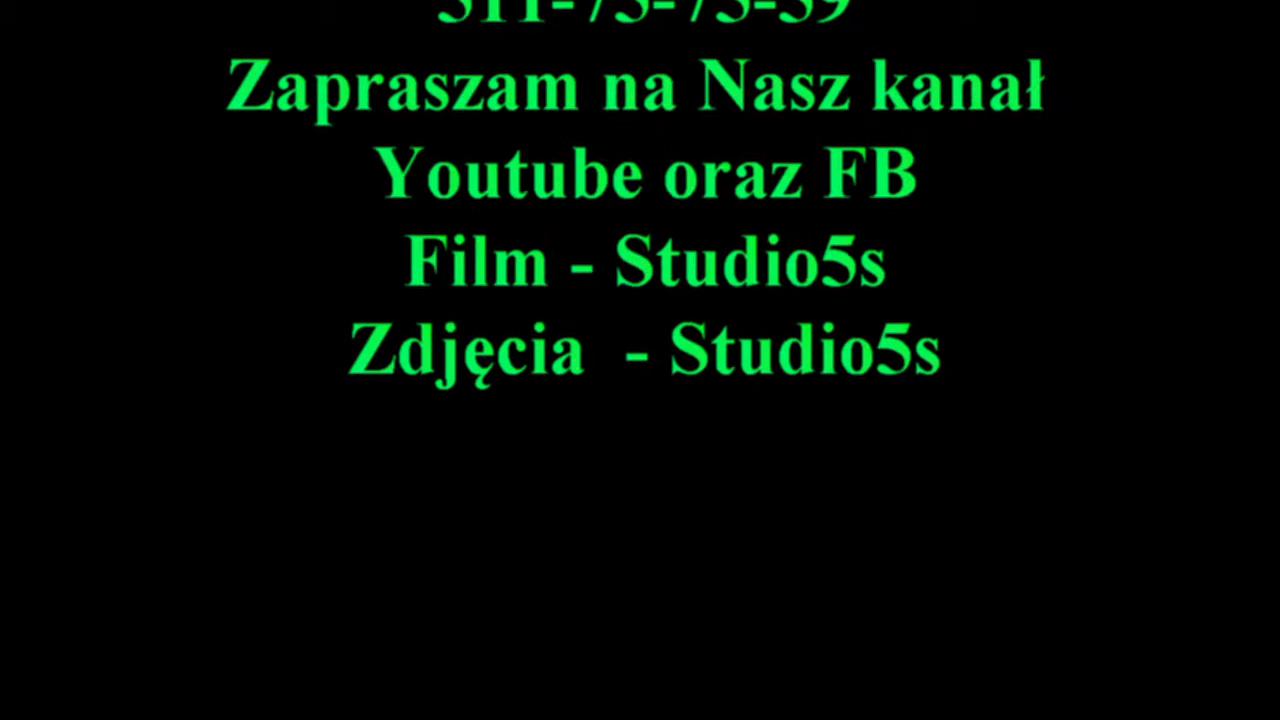 Zapraszam na Nasz kanał
Youtube oraz FB
Film - Studio5s
Zdjęcia - Studio5s